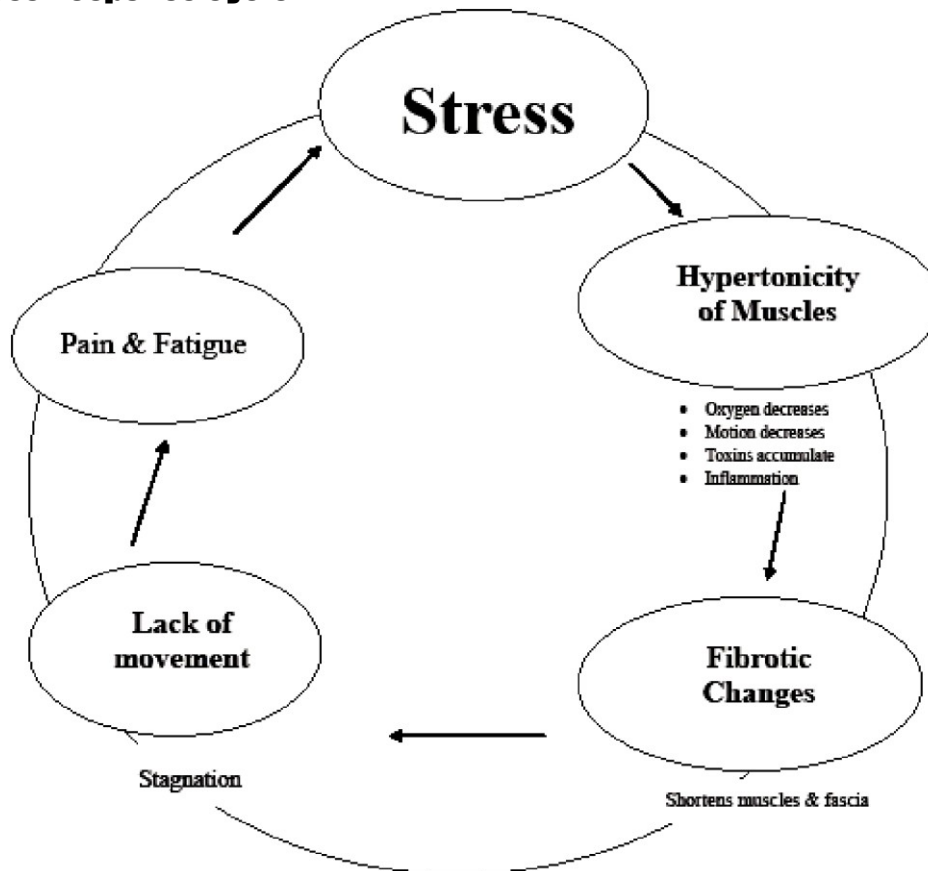 Stress
Hypertonicity
of Muscles
• Oxygen decreases
• Motion decreases
• Toxins accumulate
• Inflammation
Fibrotic
Changes
Shortens muscles & fascia
Lack of
movement
Stagnation
Pain & Fatigue